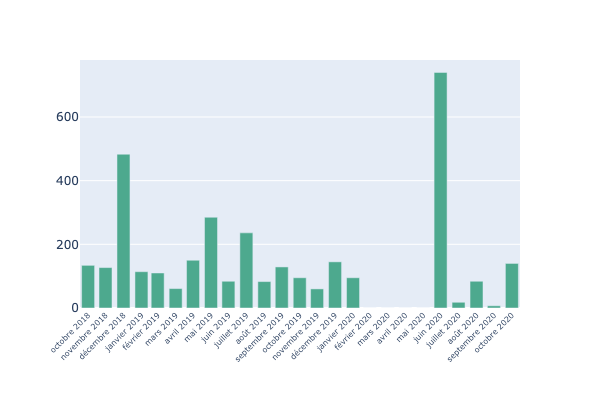 600
400
200
0
octobre 2018
novembre 2018
décembre 2018
janvier 2019
février 2019
mars 2019
avril 2019
mai 2019
juin 2019
juillet 2019
août 2019
septembre 2019
octobre 2019
novembre 2019
décembre 2019
janvier 2020
février 2020
mars 2020
avril 2020
mai 2020
juin 2020
juillet 2020
août 2020
septembre 2020
octobre 2020